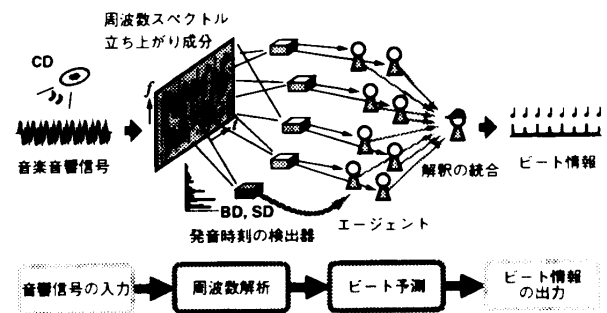 周波数スペクトル
立ち上がり成分
CD
f
t
音楽音響信号
BD, SD
発音時刻の検出器
エージェント
解釈の統合
ビート情報
音響信号の入力
周波数解析
ビート予測
ビート情報
の出力